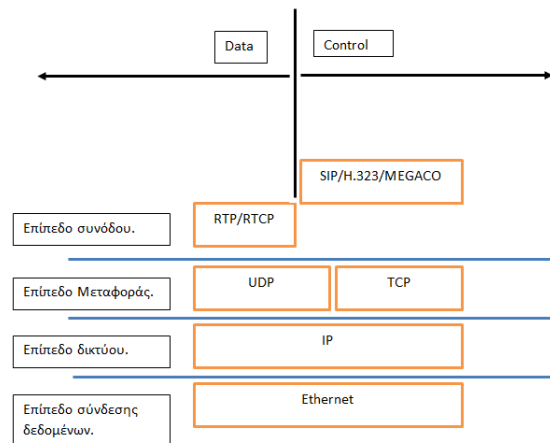 Data
Control
SIP/H.323/MEGACO
RTP/RTCP
Επίπεδο συνόδου.
UDP
TCP
Επίπεδο Μεταφοράς.
IP
Επίπεδο δικτύου.
Ethernet
Επίπεδο σύνδεσης
δεδομένων.